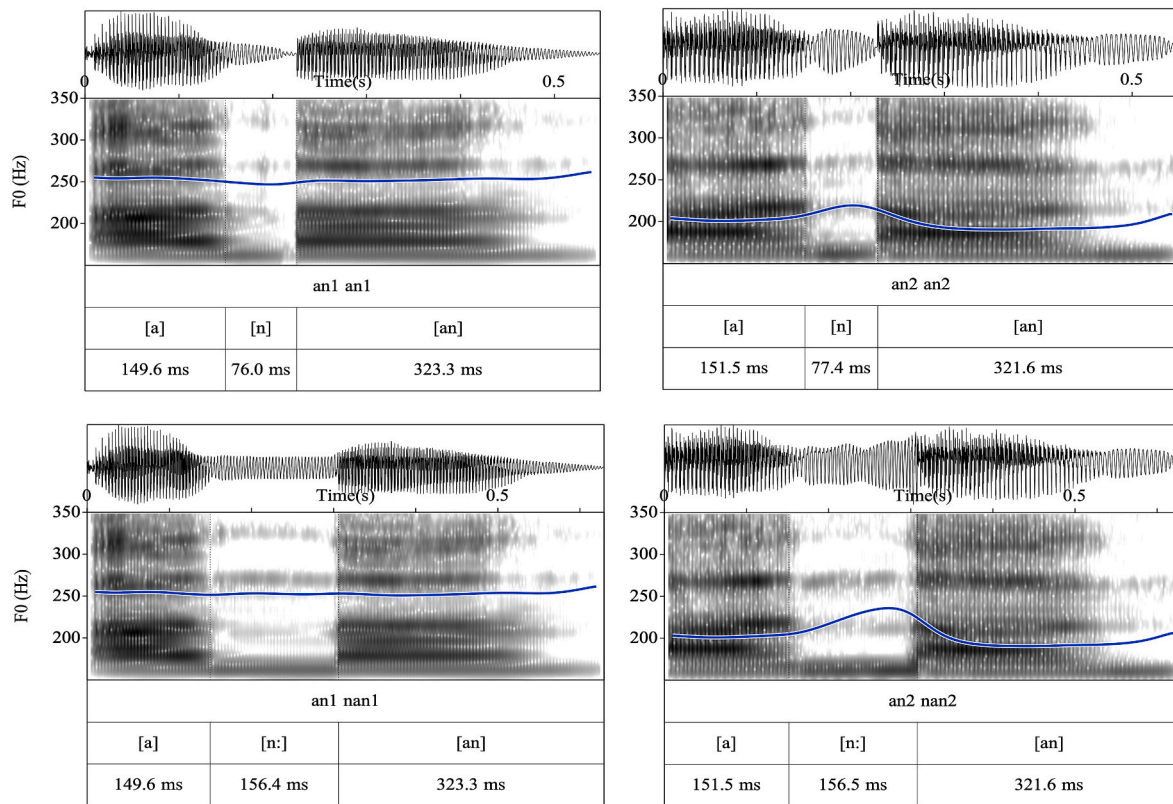 0 Time(s) 0.5
350
300
250
200
F0 (Hz)
an1 an1
[a] [n] [an]
149.6 ms 76.0 ms 323.3 ms
0 Time(s) 0.5
350
300
250
200
an2 an2
[a] [n] [an]
151.5 ms 77.4 ms 321.6 ms
0 Time(s) 0.5
350
300
250
200
F0 (Hz)
an1 nan1
[a] [n:] [an]
149.6 ms 156.4 ms 323.3 ms
0 Time(s) 0.5
350
300
250
200
an2 nan2
[a] [n:] [an]
151.5 ms 156.5 ms 321.6 ms